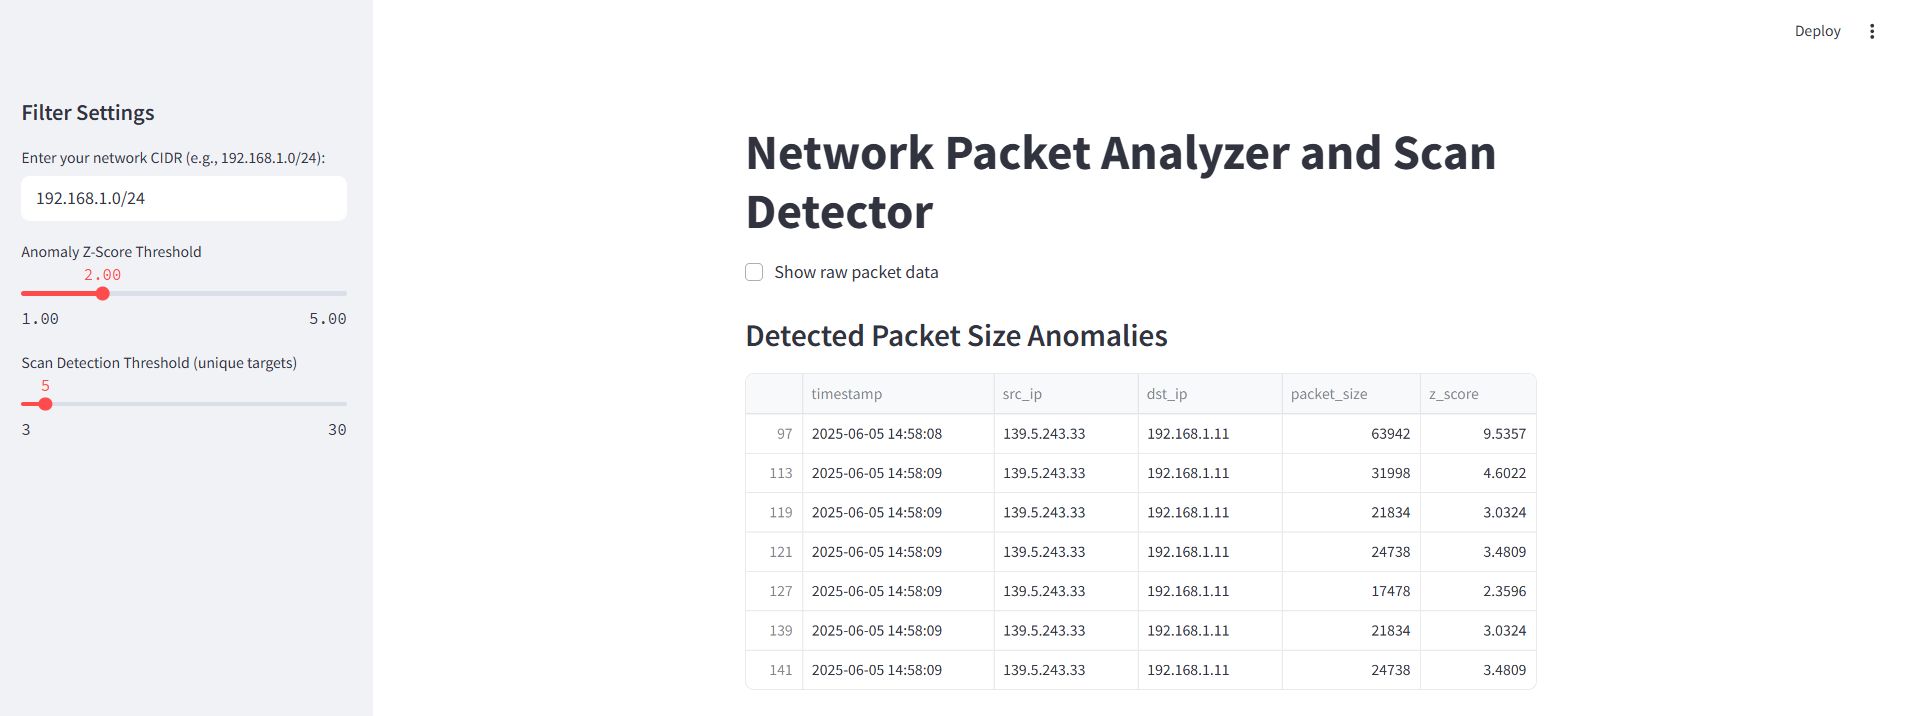 Deploy
Filter Settings
Enter your network CIDR (e.g., 192.168.1.0/24):
192.168.1.0/24
Anomaly Z-Score Threshold
2.00
1.00 5.00
Scan Detection Threshold (unique targets)
5
3 30
Network Packet Analyzer and Scan
Detector
Show raw packet data
Detected Packet Size Anomalies
timestamp src_ip dst_ip packet_size z_score
97 2025-06-05 14:58:08 139.5.243.33 192.168.1.11 63942 9.5357
113 2025-06-05 14:58:09 139.5.243.33 192.168.1.11 31998 4.6022
119 2025-06-05 14:58:09 139.5.243.33 192.168.1.11 21834 3.0324
121 2025-06-05 14:58:09 139.5.243.33 192.168.1.11 24738 3.4809
127 2025-06-05 14:58:09 139.5.243.33 192.168.1.11 17478 2.3596
139 2025-06-05 14:58:09 139.5.243.33 192.168.1.11 21834 3.0324
141 2025-06-05 14:58:09 139.5.243.33 192.168.1.11 24738 3.4809